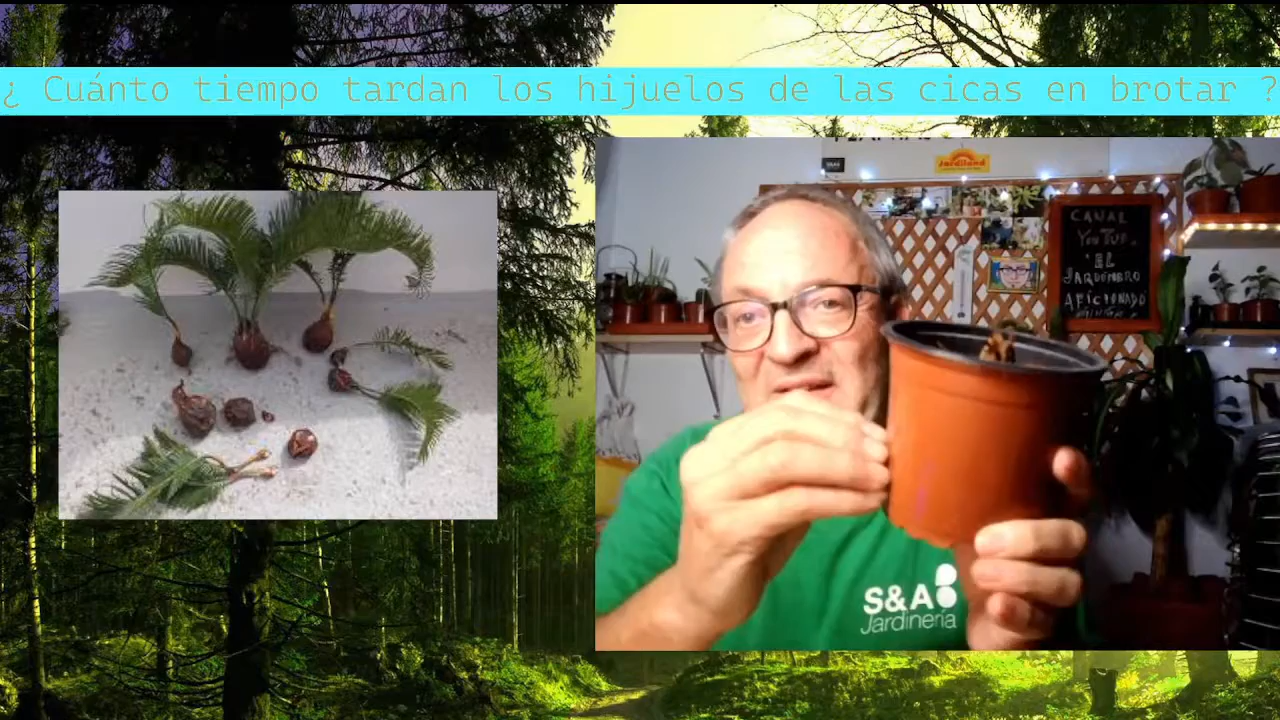 ¿ Cuánto tiempo tardan los hijuelos de las cicas en brotar ?
Jardiland
CANAL
YouTube
EL
JARDINERO
AFICIONADO
S&A
Jardinería